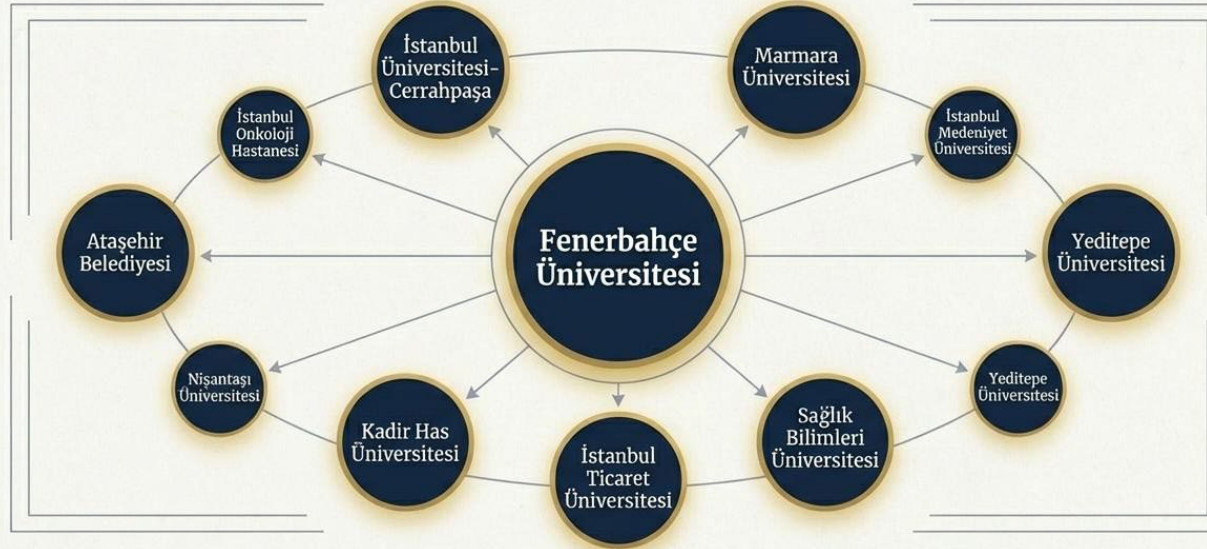 İstanbul
Üniversitesi-
Cerrahpaşa
Marmara
Üniversitesi
İstanbul
Onkoloji
Hastanesi
İstanbul
Medeniyet
Üniversitesi
Ataşehir
Belediyesi
Fenerbahçe
Üniversitesi
Yeditepe
Üniversitesi
Nişantaşı
Üniversitesi
Yeditepe
Üniversitesi
Kadir Has
Üniversitesi
İstanbul
Ticaret
Üniversitesi
Sağlık
Bilimleri
Üniversitesi